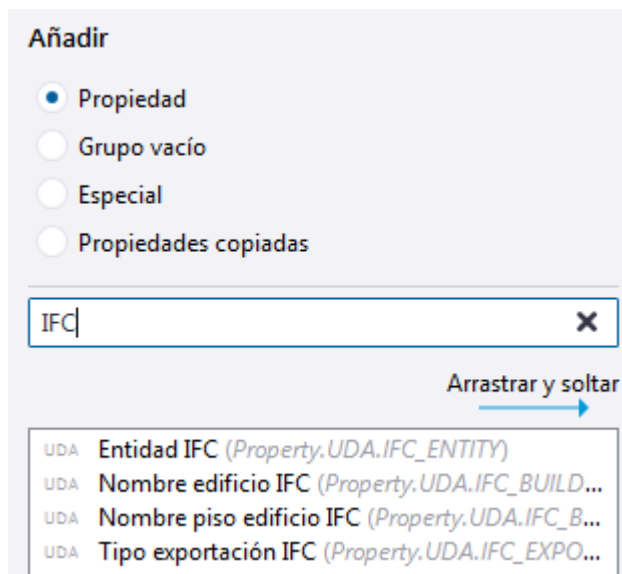 Añadir
Propiedad
Grupo vacío
Especial
Propiedades copiadas
IFC
Arrastrar y soltar
UDA Entidad IFC (Property.UDA.IFC_ENTITY)
UDA Nombre edificio IFC (Property.UDA.IFC_BUILD...
UDA Nombre piso edificio IFC (Property.UDA.IFC_B...
UDA Tipo exportación IFC (Property.UDA.IFC_EXPO...